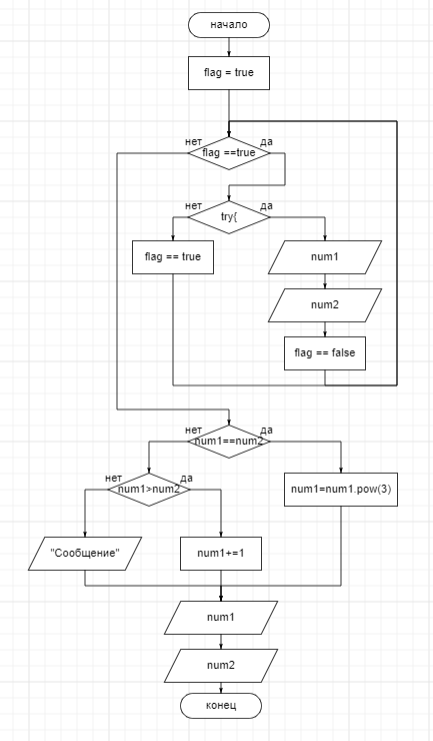 начало
flag = true
нет
да
flag ==true
нет
да
try{
flag == true
num1
num2
flag == false
нет
да
num1==num2
нет
да
num1>num2
num1=num1.pow(3)
"Сообщение"
num1+=1
num1
num2
конец